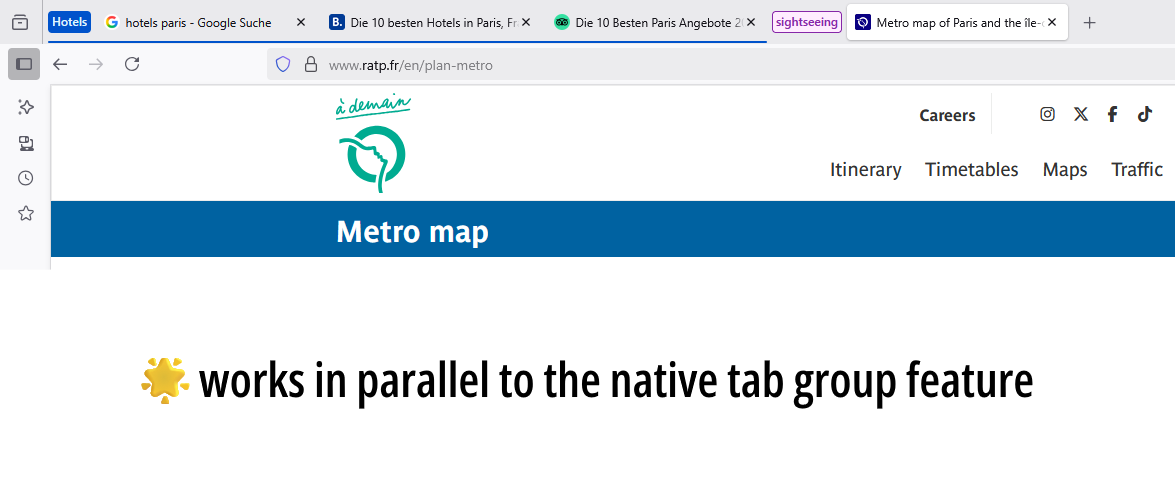 Hotels
hotels paris - Google Suche
Die 10 besten Hotels in Paris, Fr
Die 10 Besten Paris Angebote 2
sightseeing
Metro map of Paris and the île-
www.ratp.fr/en/plan-metro
à demain
Careers
Itinerary Timetables Maps Traffic
Metro map
works in parallel to the native tab group feature